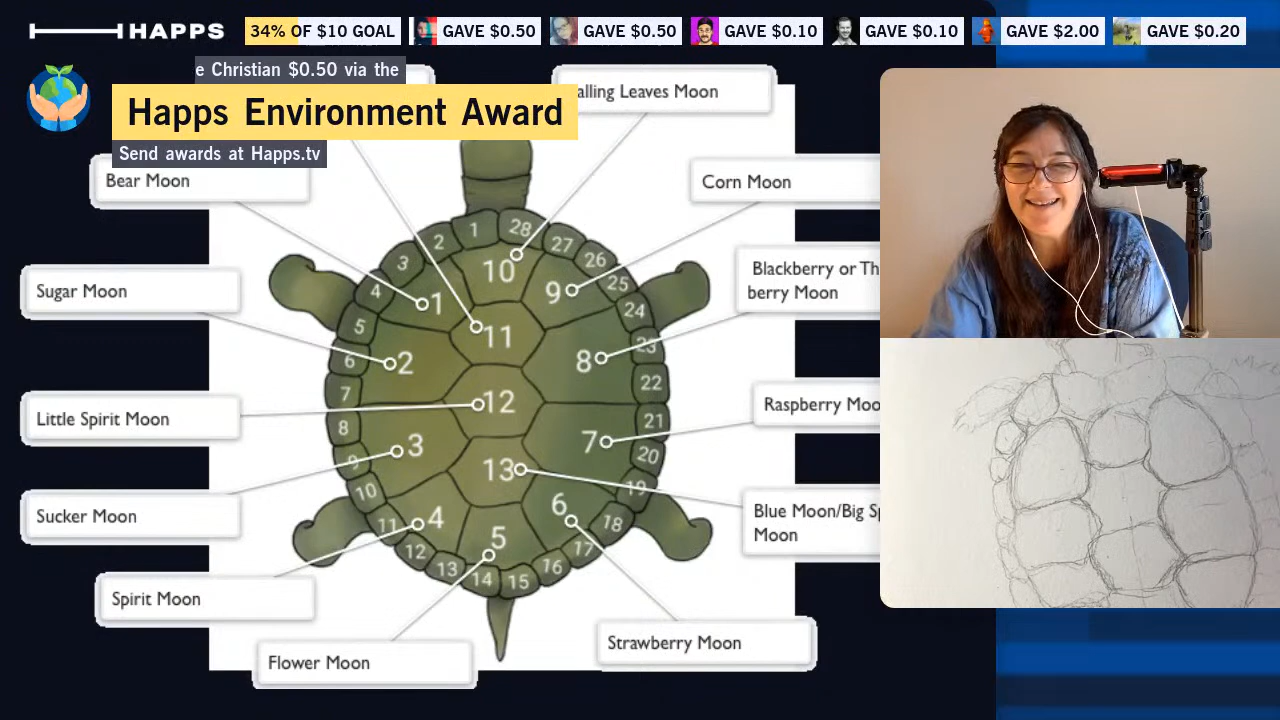 HAPPS
34% OF $10 GOAL
GAVE $0.50
GAVE $0.50
GAVE $0.10
GAVE $0.10
GAVE $2.00
GAVE $0.20
e Christian $0.50 via the
Happs Environment Award
Send awards at Happs.tv
alling Leaves Moon
Bear Moon
Corn Moon
Sugar Moon
Blackberry or Th
berry Moon
Little Spirit Moon
Raspberry Moo
Sucker Moon
Blue Moon/Big Sp
Moon
Spirit Moon
Strawberry Moon
Flower Moon
1
2
3
4
5
6
7
8
9
10
11
12
13
14
15
16
17
18
19
20
21
22
23
24
25
26
27
28
1
2
3
4
5
6
7
8
9
10
11
12
13